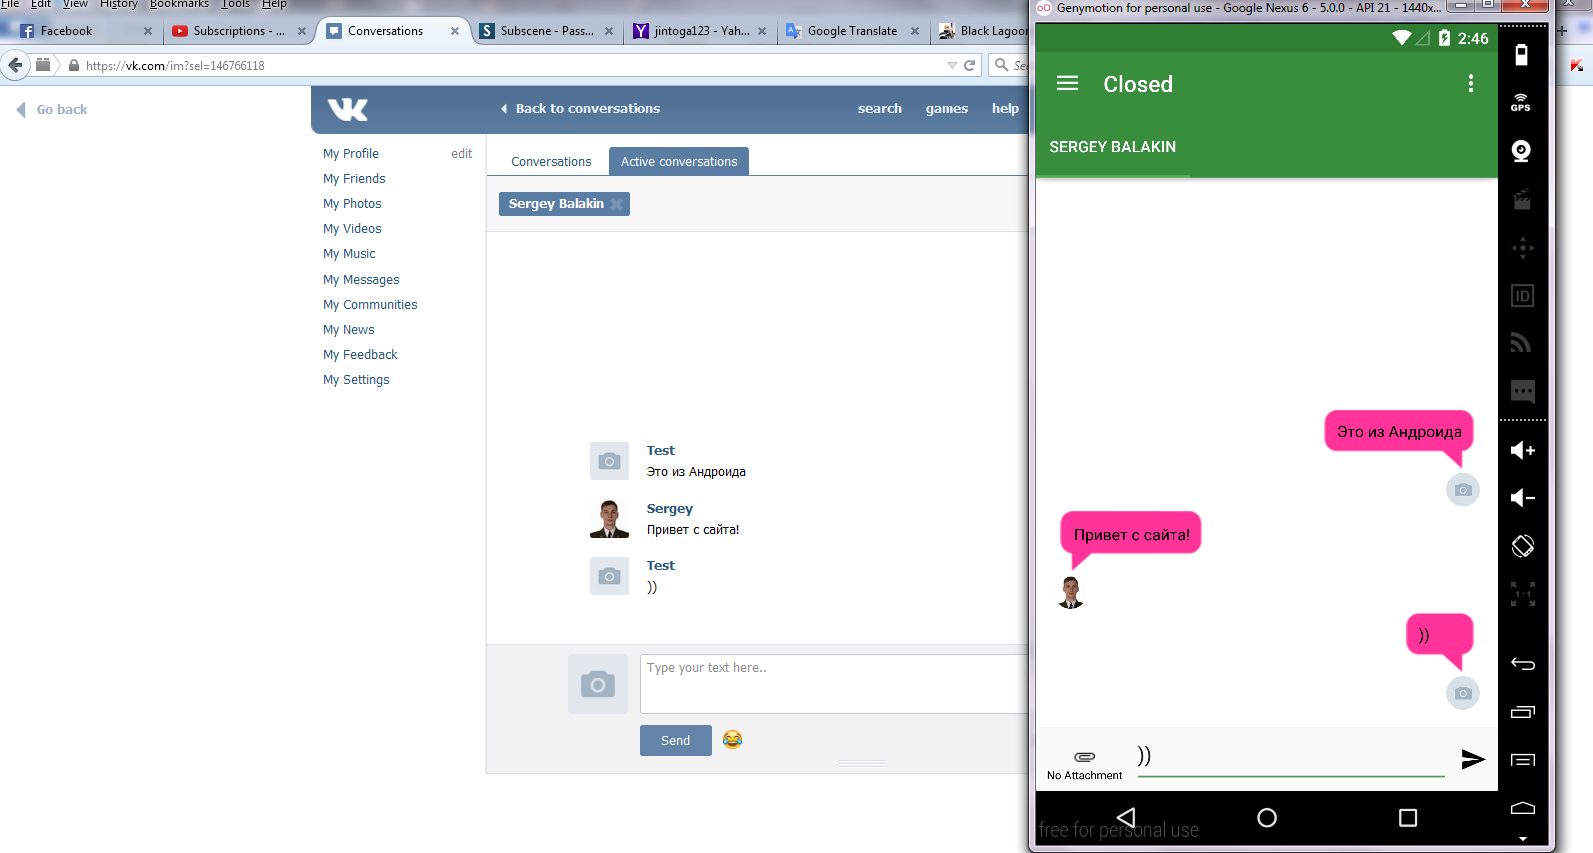 File Edit View History Bookmarks Tools Help
Facebook
Subscriptions - ...
Conversations
Subscene - Pass...
jintoga123 - Yah...
Google Translate
Black Lagoon
https://vk.com/im?sel=146766118
Go back
Back to conversations
search
games
help
My Profile
edit
My Friends
My Photos
My Videos
My Music
My Messages
My Communities
My News
My Feedback
My Settings
Conversations
Active conversations
Sergey Balakin
Test
Это из Андроида
Sergey
Привет с сайта!
Test
))
Type your text here..
Send
Genymotion for personal use - Google Nexus 6 - 5.0.0 - API 21 - 1440x...
2:46
Closed
SERGEY BALAKIN
Это из Андроида
Привет с сайта!
))
No Attachment
))
free for personal use
GPS
ID
1:1